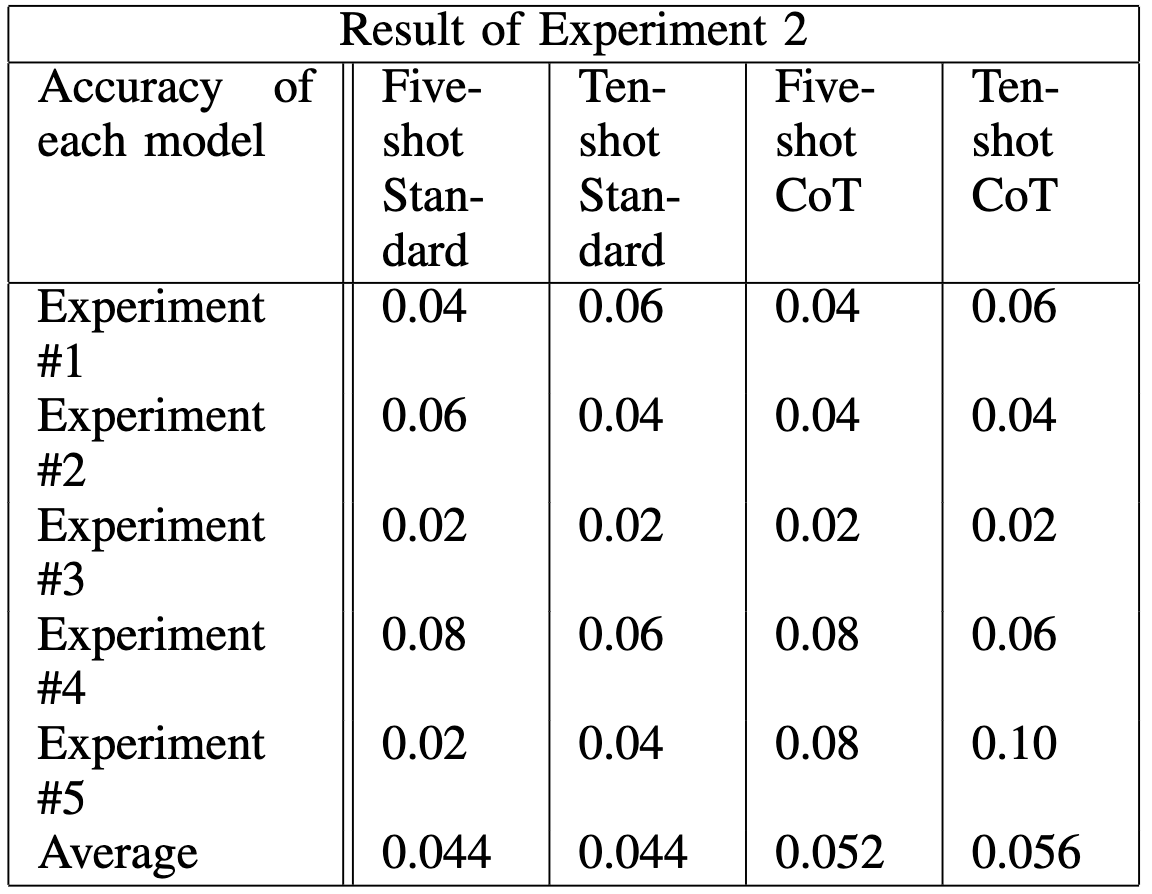 Result of Experiment 2
Accuracy of each model | Five-shot Stan-dard | Ten-shot Stan-dard | Five-shot CoT | Ten-shot CoT
Experiment #1 | 0.04 | 0.06 | 0.04 | 0.06
Experiment #2 | 0.06 | 0.04 | 0.04 | 0.04
Experiment #3 | 0.02 | 0.02 | 0.02 | 0.02
Experiment #4 | 0.08 | 0.06 | 0.08 | 0.06
Experiment #5 | 0.02 | 0.04 | 0.08 | 0.10
Average | 0.044 | 0.044 | 0.052 | 0.056